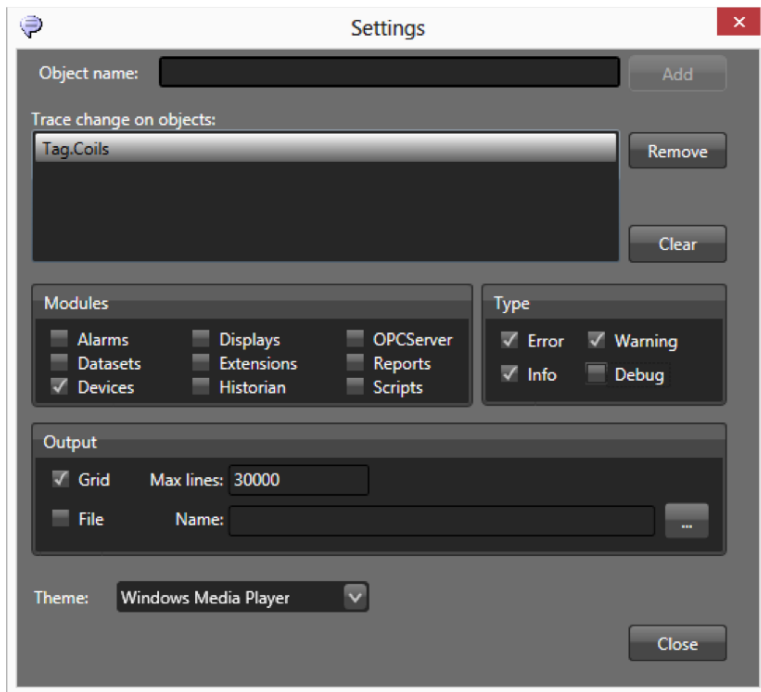 Settings
Object name:
Add
Trace change on objects:
Tag.Coils
Remove
Clear
Modules
Alarms Displays OPCServer
Datasets Extensions Reports
Devices Historian Scripts
Type
Error Warning
Info Debug
Output
Grid Max lines: 30000
File Name: ...
Theme: Windows Media Player
Close